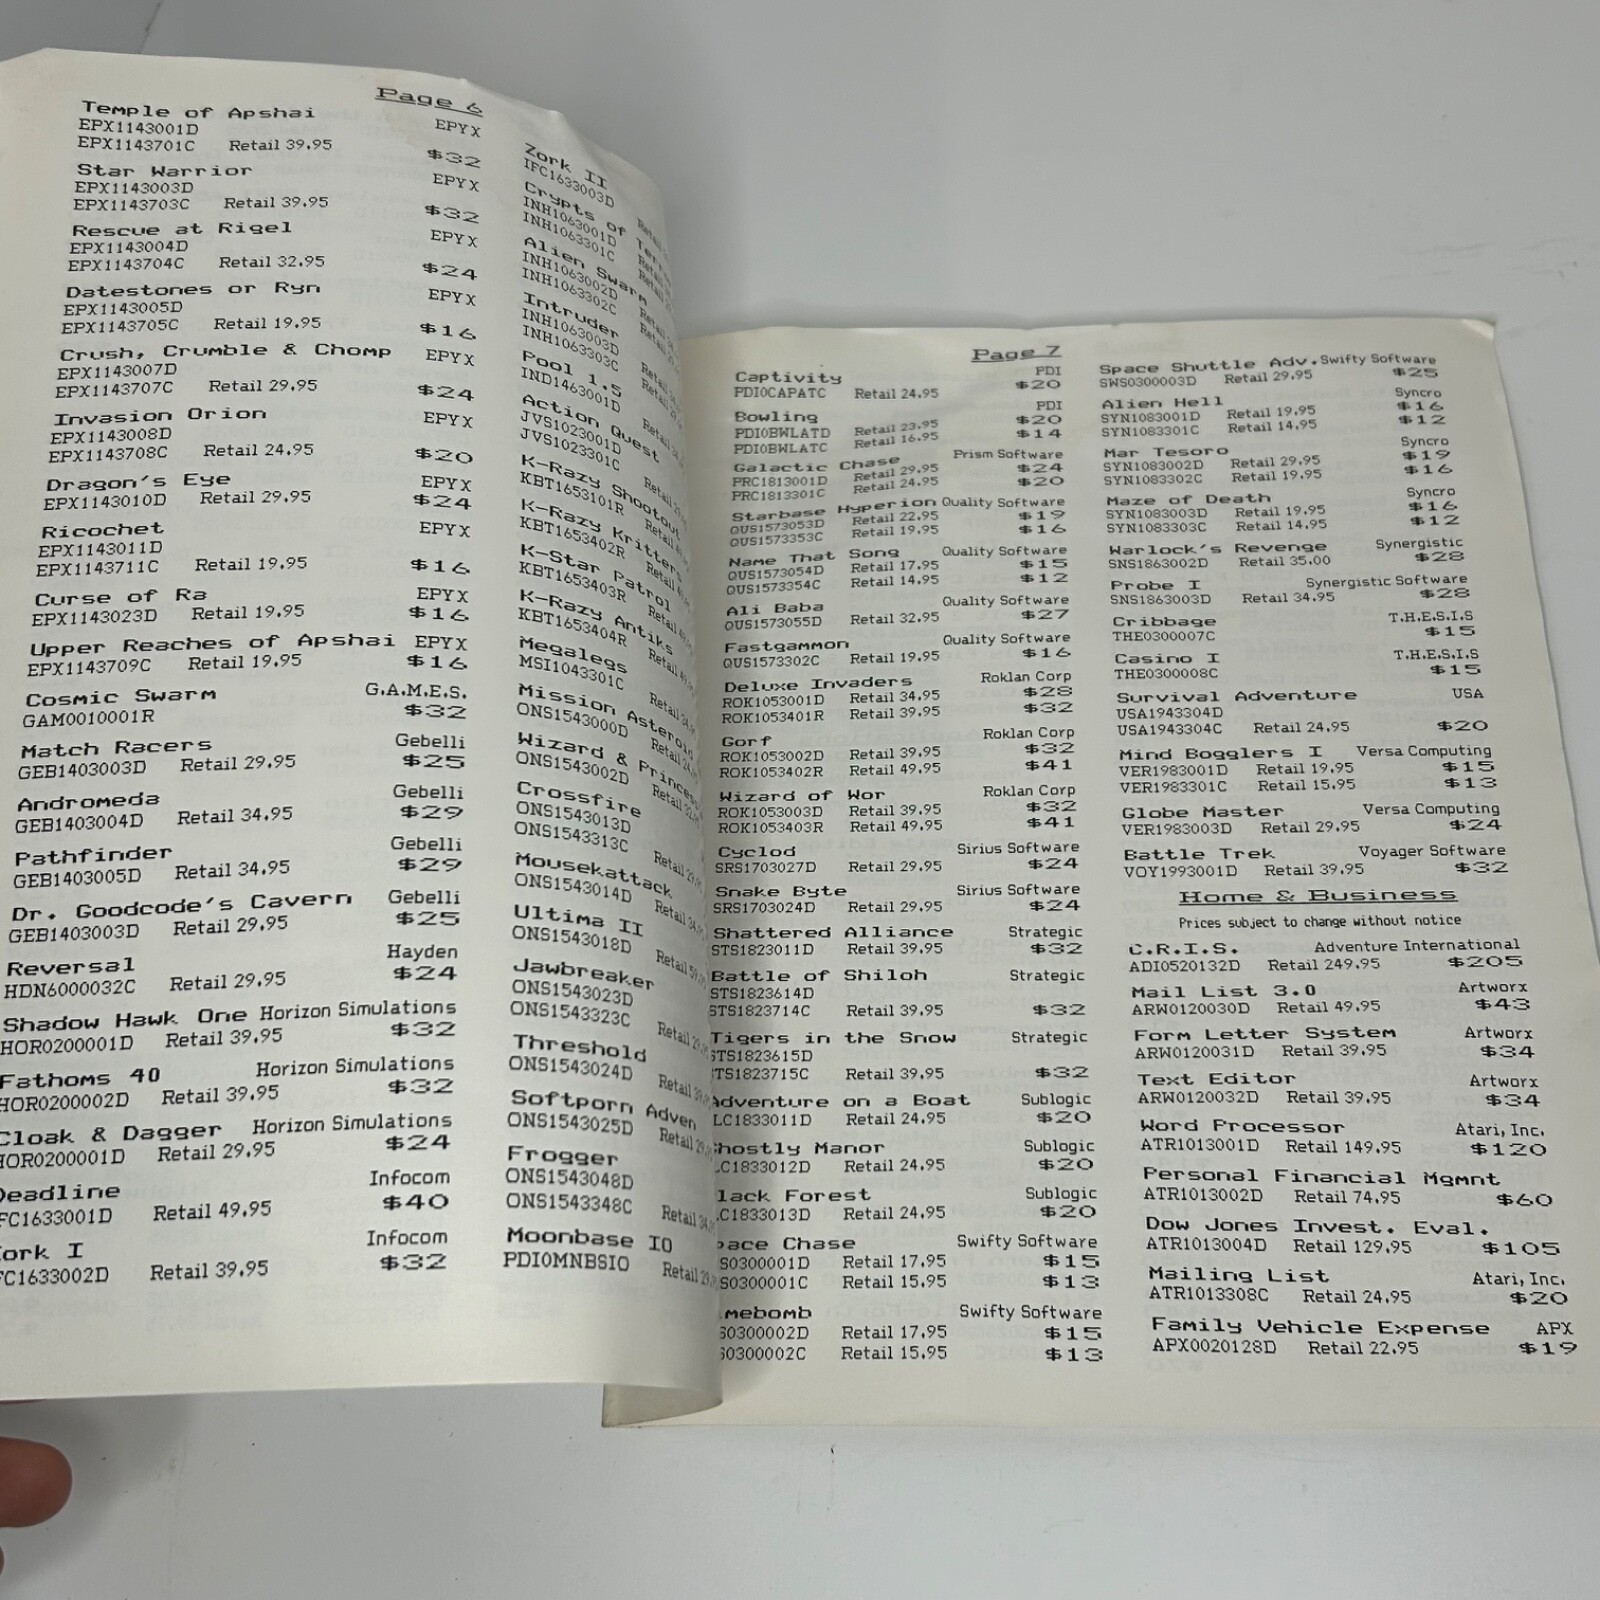 Page 6
Temple of Apshai EPYX
EPX1143001D
EPX1143701C Retail 39.95 $32
Star Warrior EPYX
EPX1143003D
EPX1143703C Retail 39.95 $32
Rescue at Rigel EPYX
EPX1143004D
EPX1143704C Retail 32.95 $24
Datestones or Ryn EPYX
EPX1143005D
EPX1143705C Retail 19.95 $16
Crush, Crumble & Chomp EPYX
EPX1143007D
EPX1143707C Retail 29.95 $24
Invasion Orion EPYX
EPX1143008D
EPX1143708C Retail 24.95 $20
Dragon's Eye EPYX
EPX1143010D Retail 29.95 $24
Ricochet EPYX
EPX1143011D
EPX1143711C Retail 19.95 $16
Curse of Ra EPYX
EPX1143023D Retail 19.95 $16
Upper Reaches of Apshai EPYX
EPX1143709C Retail 19.95 $16
Cosmic Swarm G.A.M.E.S.
GAM0010001R $32
Match Racers Gebelli
GEB1403003D Retail 29.95 $25
Andromeda Gebelli
GEB1403004D Retail 34.95 $29
Pathfinder Gebelli
GEB1403005D Retail 34.95 $29
Dr. Goodcode's Cavern Gebelli
GEB1403003D Retail 29.95 $25
Reversal Hayden
HDN6000032C Retail 29.95 $24
Shadow Hawk One Horizon Simulations
HOR0200001D Retail 39.95 $32
Fathoms 40 Horizon Simulations
HOR0200002D Retail 39.95 $32
Cloak & Dagger Horizon Simulations
HOR0200001D Retail 29.95 $24
Deadline Infocom
FC1633001D Retail 49.95 $40
ork I Infocom
FC1633002D Retail 39.95 $32
Zork II
IFC1633003D
Crypts of
INH1063001D
INH1063301C
Alien Swarm
INH1063002D
INH1063302C
Intruder
INH1063003D
INH1063303C
Pool 1.5
IND1463001D
Action Quest
JVS1023001D
JVS1023301C
K-Razy Shootout
KBT1653101R
K-Razy Kritters
KBT1653402R
K-Star Patrol
KBT1653403R
K-Razy Antiks
KBT1653404R
Megalegs
MSI1043301C
Mission Asteroid
ONS1543000D
Wizard & Princess
ONS1543002D
Crossfire
ONS1543013D
ONS1543313C Retail
Mousekattack
ONS1543014D Retail
Ultima II
ONS1543018D Retail
Jawbreaker
ONS1543023D
ONS1543323C Retail
Threshold
ONS1543024D Retail
Softporn Adven
ONS1543025D Retail
Frogger
ONS1543048D
ONS1543348C Retail
Moonbase IO
PDI0MNBSIO Retail
Page 7
Captivity PDI
PDI0CAPATC Retail 24.95 $20
Bowling PDI
PDI0BWLATD Retail 23.95 $20
PDI0BWLATC Retail 16.95 $14
Galactic Chase Prism Software
PRC1813001D Retail 29.95 $24
PRC1813301C Retail 24.95 $20
Starbase Hyperion Quality Software
QUS1573053D Retail 22.95 $19
QUS1573353C Retail 19.95 $16
Name That Song Quality Software
QUS1573054D Retail 17.95 $15
QUS1573354C Retail 14.95 $12
Ali Baba Quality Software
QUS1573055D Retail 32.95 $27
Fastgammon Quality Software
QUS1573302C Retail 19.95 $16
Deluxe Invaders Roklan Corp
ROK1053001D Retail 34.95 $28
ROK1053401R Retail 39.95 $32
Gorf Roklan Corp
ROK1053002D Retail 39.95 $32
ROK1053402R Retail 49.95 $41
Wizard of Wor Roklan Corp
ROK1053003D Retail 39.95 $32
ROK1053403R Retail 49.95 $41
Cyclod Sirius Software
SRS1703027D Retail 29.95 $24
Snake Byte Sirius Software
SRS1703024D Retail 29.95 $24
Shattered Alliance Strategic
STS1823011D Retail 39.95 $32
Battle of Shiloh Strategic
STS1823614D
STS1823714C Retail 39.95 $32
Tigers in the Snow Strategic
STS1823615D
STS1823715C Retail 39.95 $32
Adventure on a Boat Sublogic
LC1833011D Retail 24.95 $20
hostly Manor Sublogic
LC1833012D Retail 24.95 $20
lack Forest Sublogic
LC1833013D Retail 24.95 $20
pace Chase Swifty Software
S0300001D Retail 17.95 $15
S0300001C Retail 15.95 $13
mebomb Swifty Software
S0300002D Retail 17.95 $15
S0300002C Retail 15.95 $13
Space Shuttle Adv. Swifty Software
SWS0300003D Retail 29.95 $25
Alien Hell Syncro
SYN1083001D Retail 19.95 $16
SYN1083301C Retail 14.95 $12
Mar Tesoro Syncro
SYN1083002D Retail 29.95 $19
SYN1083302C Retail 19.95 $16
Maze of Death Syncro
SYN1083003D Retail 19.95 $16
SYN1083303C Retail 14.95 $12
Warlock's Revenge Synergistic
SNS1863002D Retail 35.00 $28
Probe I Synergistic Software
SNS1863003D Retail 34.95 $28
Cribbage T.H.E.S.I.S
THE0300007C $15
Casino I T.H.E.S.I.S
THE0300008C $15
Survival Adventure USA
USA1943304D
USA1943304C Retail 24.95 $20
Mind Bogglers I Versa Computing
VER1983001D Retail 19.95 $15
VER1983301C Retail 15.95 $13
Globe Master Versa Computing
VER1983003D Retail 29.95 $24
Battle Trek Voyager Software
VOY1993001D Retail 39.95 $32
Home & Business
Prices subject to change without notice
C.R.I.S. Adventure International
ADI0520132D Retail 249.95 $205
Mail List 3.0 Artworx
ARW0120030D Retail 49.95 $43
Form Letter System Artworx
ARW0120031D Retail 39.95 $34
Text Editor Artworx
ARW0120032D Retail 39.95 $34
Word Processor Atari, Inc.
ATR1013001D Retail 149.95 $120
Personal Financial Mgmnt
ATR1013002D Retail 74.95 $60
Dow Jones Invest. Eval.
ATR1013004D Retail 129.95 $105
Mailing List Atari, Inc.
ATR1013308C Retail 24.95 $20
Family Vehicle Expense APX
APX0020128D Retail 22.95 $19